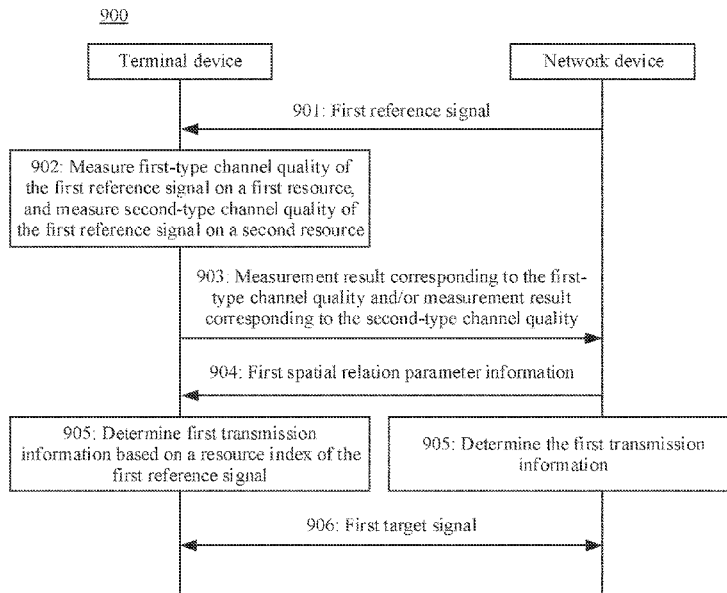 900
Terminal device
Network device
901: First reference signal
902: Measure first-type channel quality of
the first reference signal on a first resource,
and measure second-type channel quality of
the first reference signal on a second resource
903: Measurement result corresponding to the first-
type channel quality and/or measurement result
corresponding to the second-type channel quality
904: First spatial relation parameter information
905: Determine first transmission
information based on a resource index of the
first reference signal
905: Determine the first transmission
information
906: First target signal